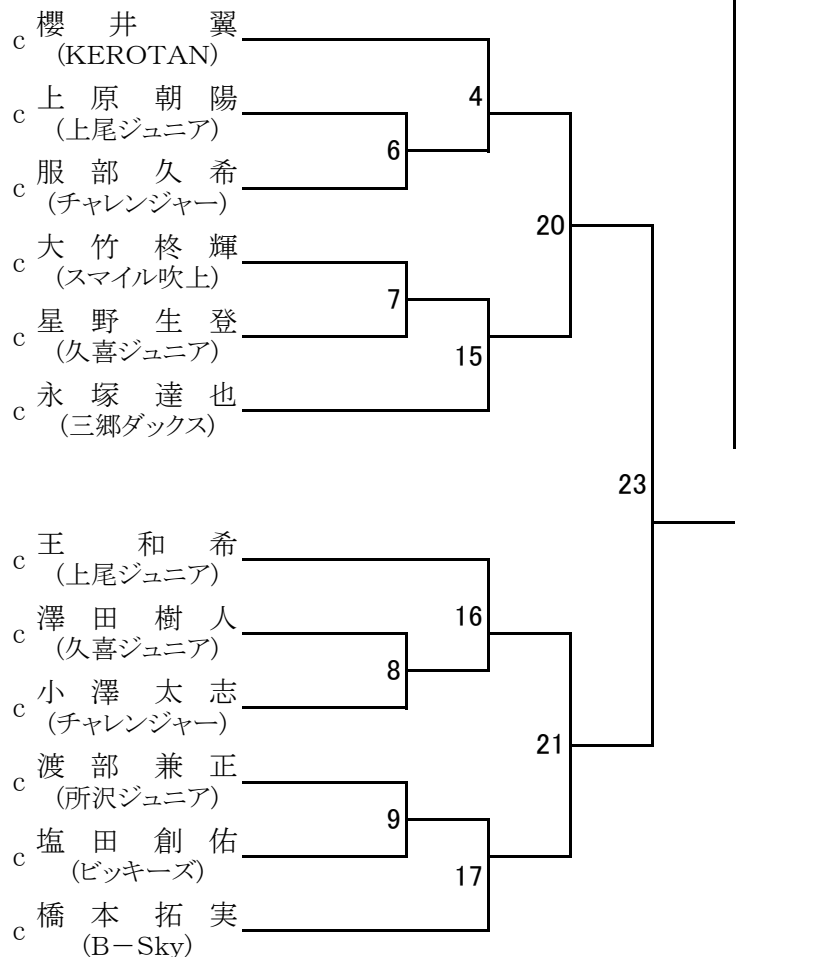 c 櫻井 翼
(KEROTAN)
4
c 上原 朝陽
(上尾ジュニア)
6
c 服部 久希
(チャレンジャー)
20
c 大竹 柊輝
(スマイル吹上)
7
c 星野 生登
(久喜ジュニア)
15
c 永塚 達也
(三郷ダックス)
23
c 王 和希
(上尾ジュニア)
16
c 澤田 樹人
(久喜ジュニア)
8
c 小澤 太志
(チャレンジャー)
21
c 渡部 兼正
(所沢ジュニア)
9
c 塩田 創佑
(ビッキーズ)
17
c 橋本 拓実
(B－Sky)